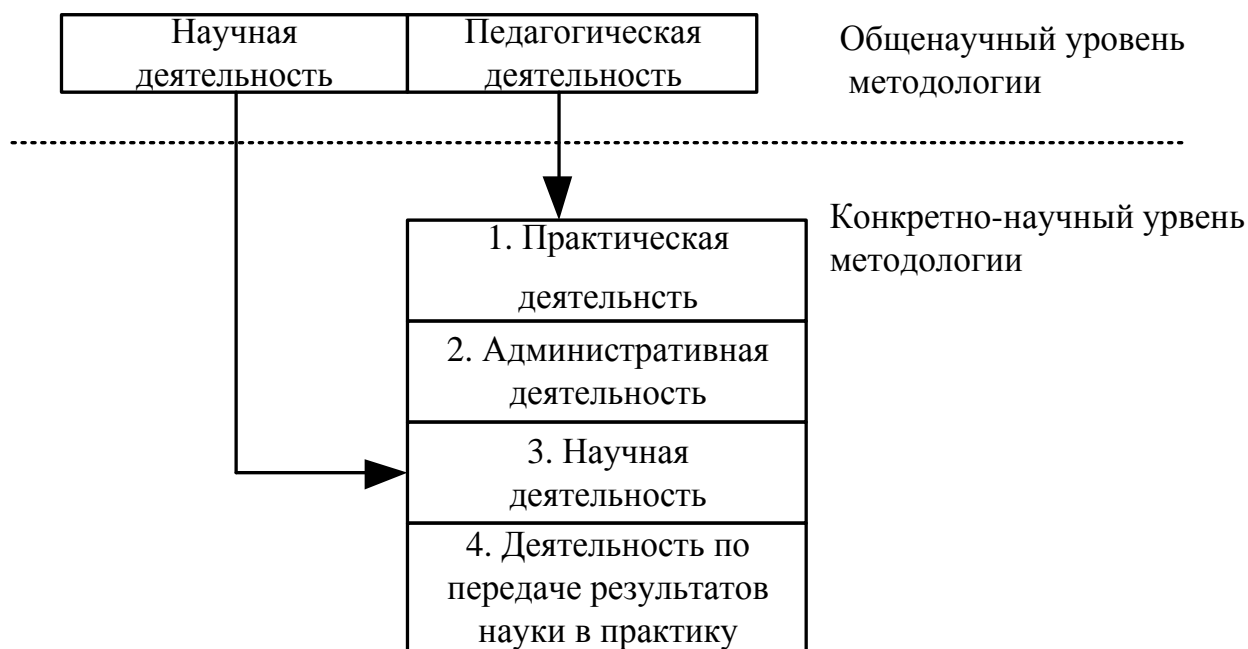 Научная
деятельность
Педагогическая
деятельность
Общенаучный уровень
методологии
Конкретно-научный урвень
методологии
1. Практическая
деятельнсть
2. Административная
деятельность
3. Научная
деятельность
4. Деятельность по
передаче результатов
науки в практику